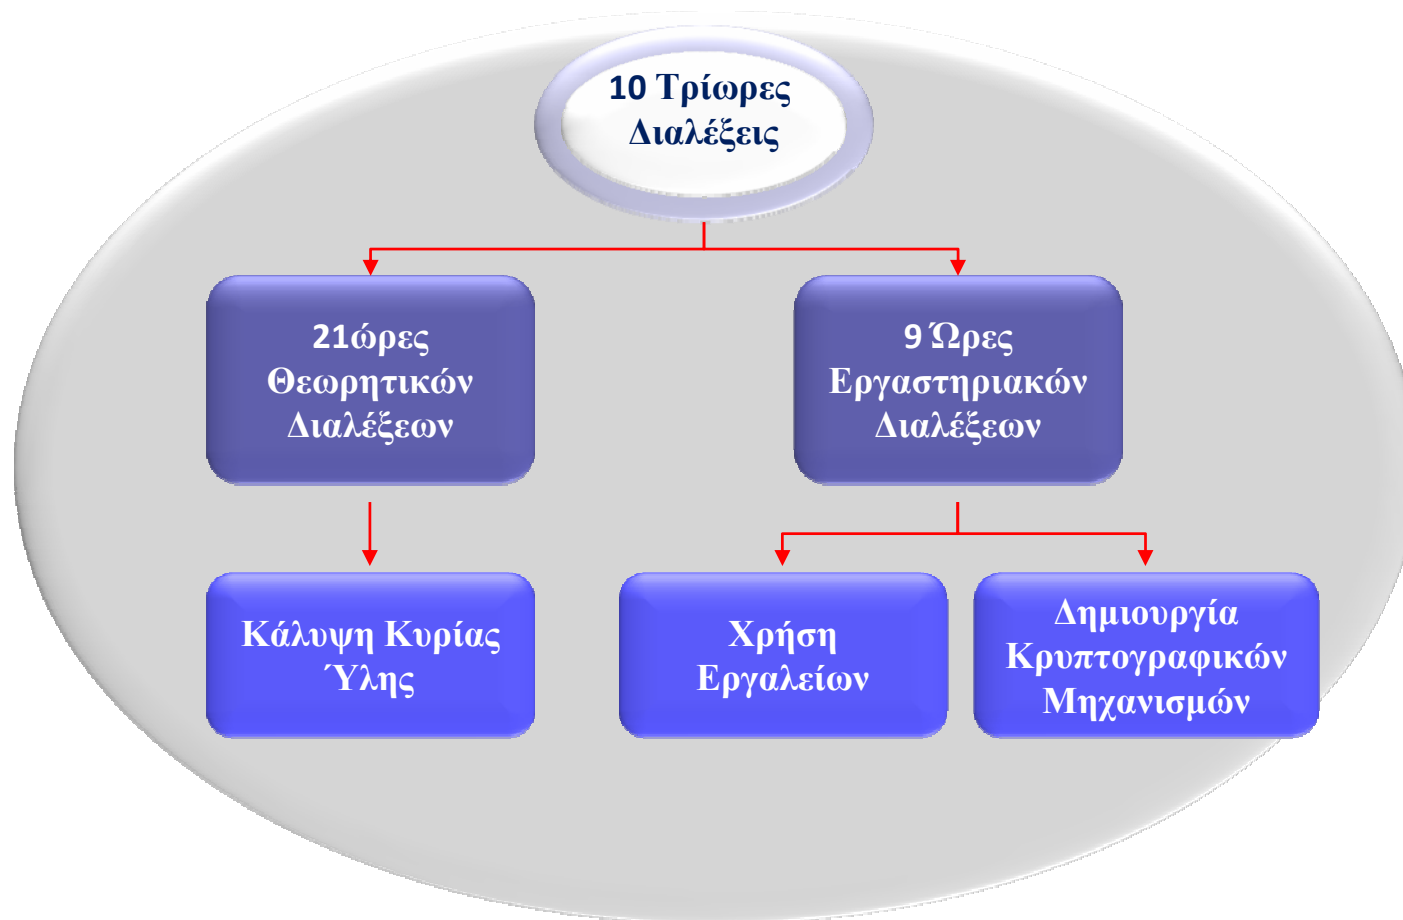 10 Τρίωρες
Διαλέξεις
21ώρες
Θεωρητικών
Διαλέξεων
9 Ώρες
Εργαστηριακών
Διαλέξεων
Κάλυψη Κυρίας
Ύλης
Χρήση
Εργαλείων
Δημιουργία
Κρυπτογραφικών
Μηχανισμών